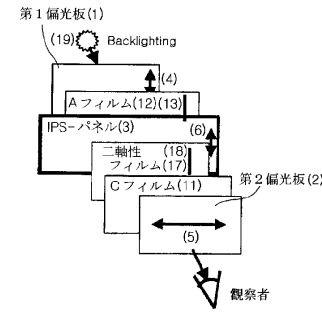 第1偏光板(1)
(19) Backlighting
(4)
Aフィルム(12)(13)
IPS-パネル(3) (6)
二軸性 (18)
フィルム(17)
Cフィルム(11)
第2偏光板(2)
(5)
観察者